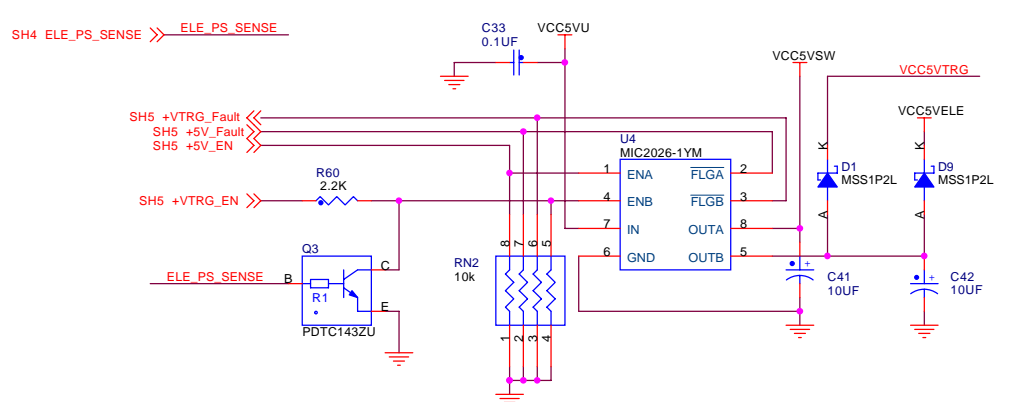 SH4 ELE_PS_SENSE
ELE_PS_SENSE
C33
0.1UF
VCC5VU
VCC5VSW
VCC5VTRG
VCC5VELE
SH5 +VTRG_Fault
SH5 +5V_Fault
SH5 +5V_EN
SH5 +VTRG_EN
R60
2.2K
U4
MIC2026-1YM
1 ENA
FLGA 2
4 ENB
FLGB 3
7 IN
OUTA 8
6 GND
OUTB 5
K
D1
MSS1P2L
A
K
D9
MSS1P2L
A
Q3
C
ELE_PS_SENSE
B
R1
E
PDTC143ZU
8 7 6 5
RN2
10k
1 2 3 4
+
C41
10UF
+
C42
10UF